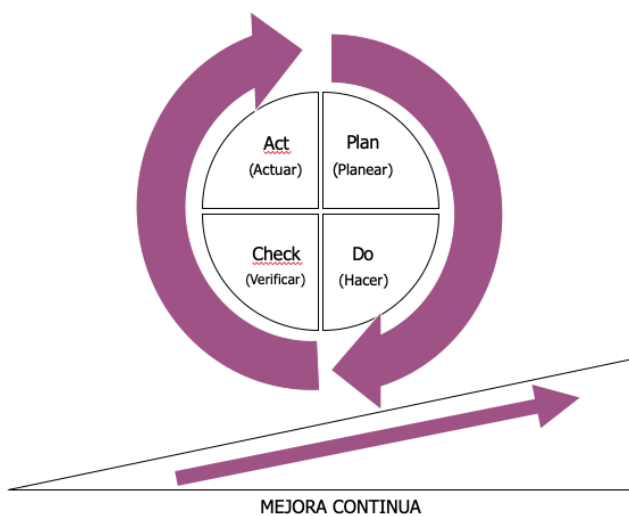 Act
(Actuar)
Plan
(Planear)
Check
(Verificar)
Do
(Hacer)
MEJORA CONTINUA